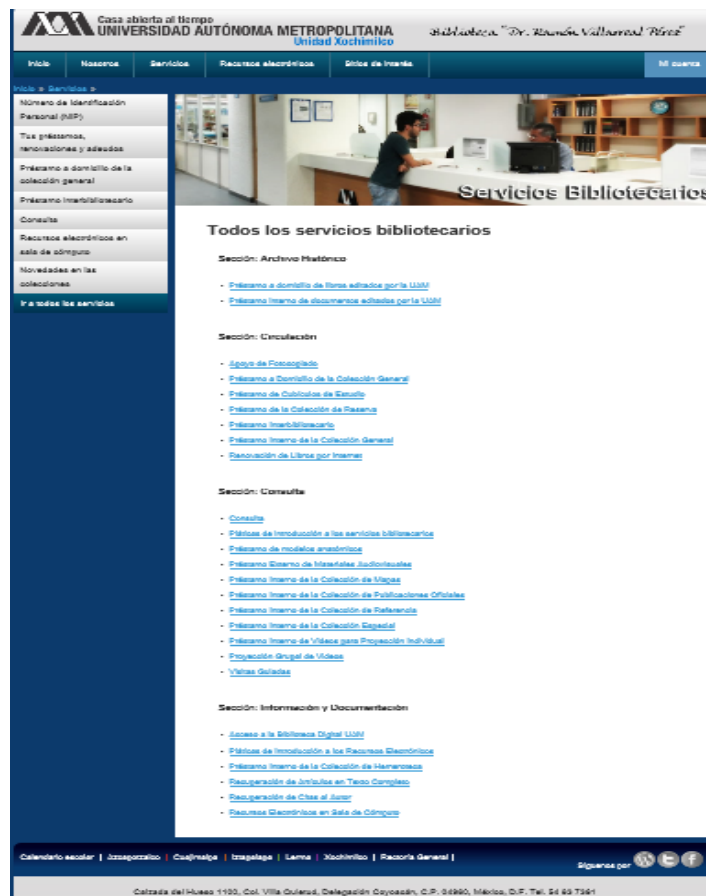 Casa abierta al tiempo
UNIVERSIDAD AUTÓNOMA METROPOLITANA
Unidad Xochimilco
Biblioteca "Dr. Ramón Villarreal Pérez"
Inicio Nosotros Servicios Recursos electrónicos Sitios de interés Mi cuenta
Inicio » Servicios »
Número de Identificación
Personal (NIP)
Tus préstamos,
renovaciones y adeudos
Préstamo a domicilio de la
colección general
Préstamo Interbibliotecario
Consulta
Recursos electrónicos en
sala de cómputo
Novedades en las
colecciones
Ir a todos los servicios
Servicios Bibliotecarios
Todos los servicios bibliotecarios
Sección: Archivo Histórico
- Préstamo a domicilio de libros editados por la UAM
- Préstamo Interno de documentos editados por la UAM
Sección: Circulación
- Apoyo de Fotocopiado
- Préstamo a Domicilio de la Colección General
- Préstamo de Cubículos de Estudio
- Préstamo de la Colección de Reserva
- Préstamo Interbibliotecario
- Préstamo Interno de la Colección General
- Renovación de Libros por Internet
Sección: Consulta
- Consulta
- Pláticas de Introducción a los servicios bibliotecarios
- Préstamo de modelos anatómicos
- Préstamo Externo de Materiales Audiovisuales
- Préstamo Interno de la Colección de Mapas
- Préstamo Interno de la Colección de Publicaciones Oficiales
- Préstamo Interno de la Colección de Referencia
- Préstamo Interno de la Colección Especial
- Préstamo Interno de Videos para Proyección Individual
- Proyección Grupal de Videos
- Visitas Guiadas
Sección: Información y Documentación
- Acceso a la Biblioteca Digital UAM
- Pláticas de Introducción a los Recursos Electrónicos
- Préstamo Interno de la Colección de Hemeroteca
- Recuperación de Artículos en Texto Completo
- Recuperación de Citas al Autor
- Recursos Electrónicos en Sala de Cómputo
Calendario escolar | Azcapotzalco | Cuajimalpa | Iztapalapa | Lerma | Xochimilco | Rectoría General |
Síguenos por
Calzada del Hueso 1100, Col. Villa Quietud, Delegación Coyoacán, C.P. 04960, México, D.F. Tel. 54 83 7361